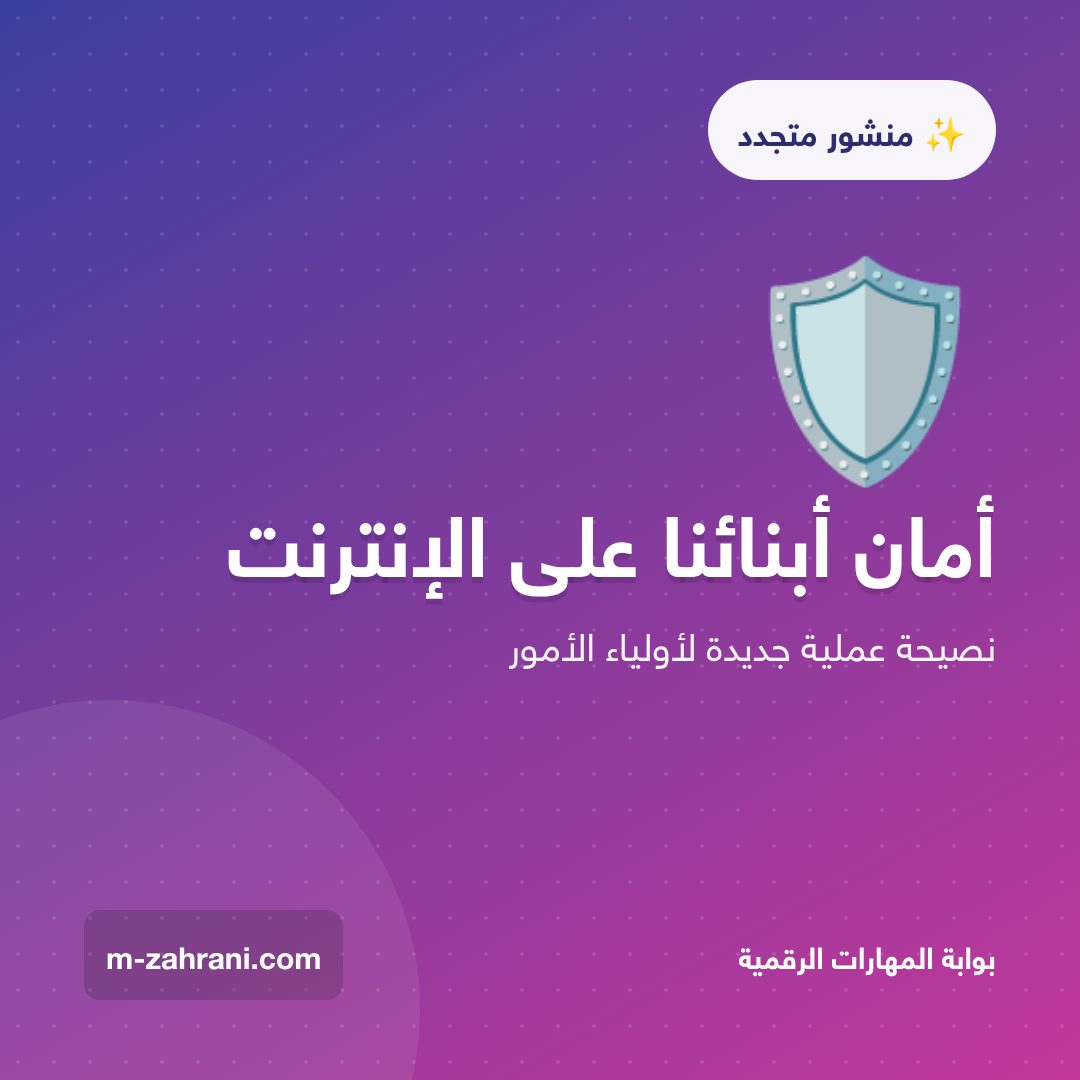 ✨ منشور متجدد
أمان أبنائنا على الإنترنت
نصيحة عملية جديدة لأولياء الأمور
بوابة المهارات الرقمية
m-zahrani.com